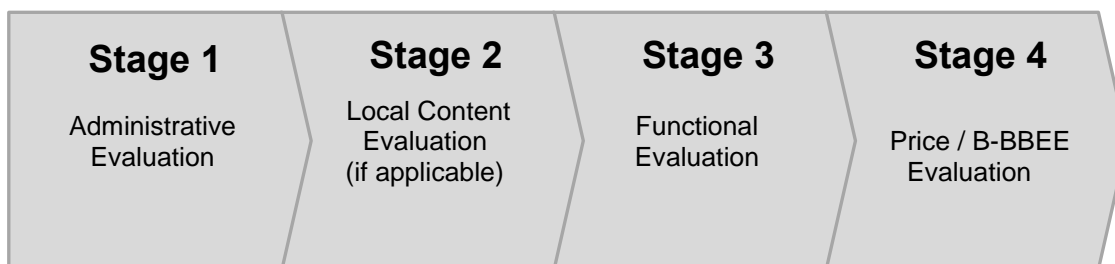 Stage 1
Administrative
Evaluation
Stage 2
Local Content
Evaluation
(if applicable)
Stage 3
Functional
Evaluation
Stage 4
Price / B-BBEE
Evaluation